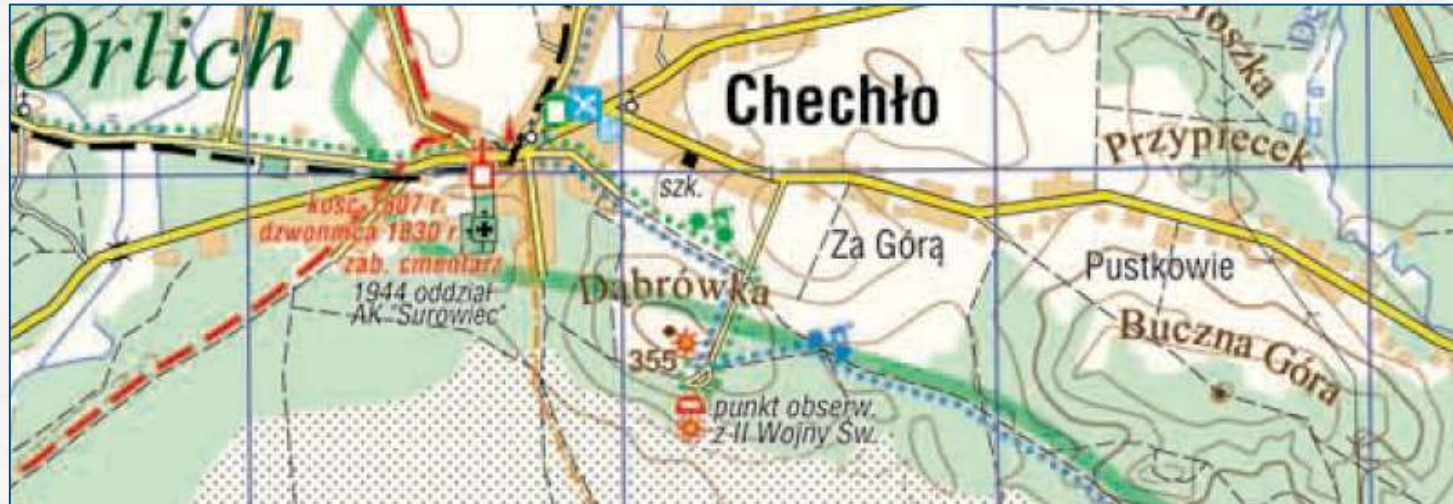 Orlich
Chechło
Przypiecek
szk.
kość. 1807 r.
dzwonnica 1830 r.
zab. cmentarz
1944 oddział
AK "Surowiec"
Za Górą
Pustkowie
Dąbrówka
355
Buczna Góra
punkt obserw.
z II Wojny Św.